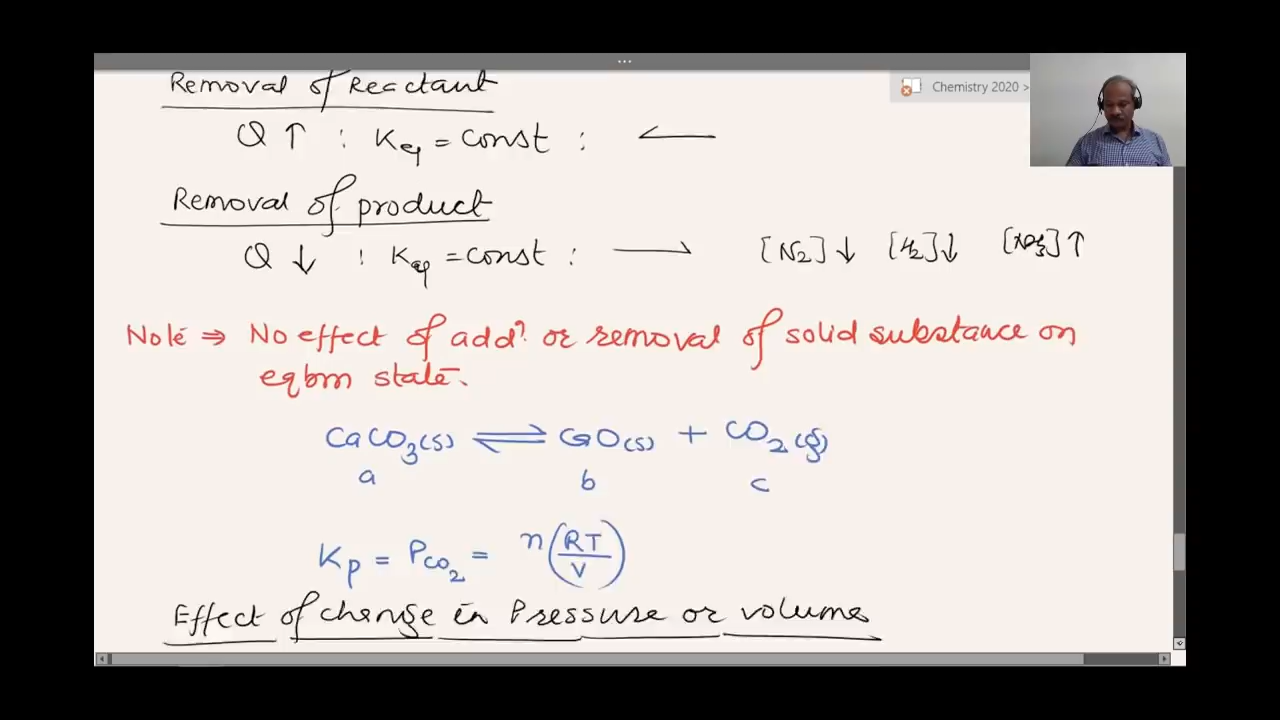 Removal of Reactant
Chemistry 2020 >
Q ↑ : Keq = const : ←
Removal of product
Q ↓ : Keq = const : → [N2] ↓ [H2] ↓ [NH3] ↑
Note ⇒ No effect of addn or removal of solid substance on
eqbm state.
CaCO3(s) ⇌ CaO(s) + CO2(g)
a b c
Kp = PCO2 = n(RT/V)
Effect of change in Pressure or volume